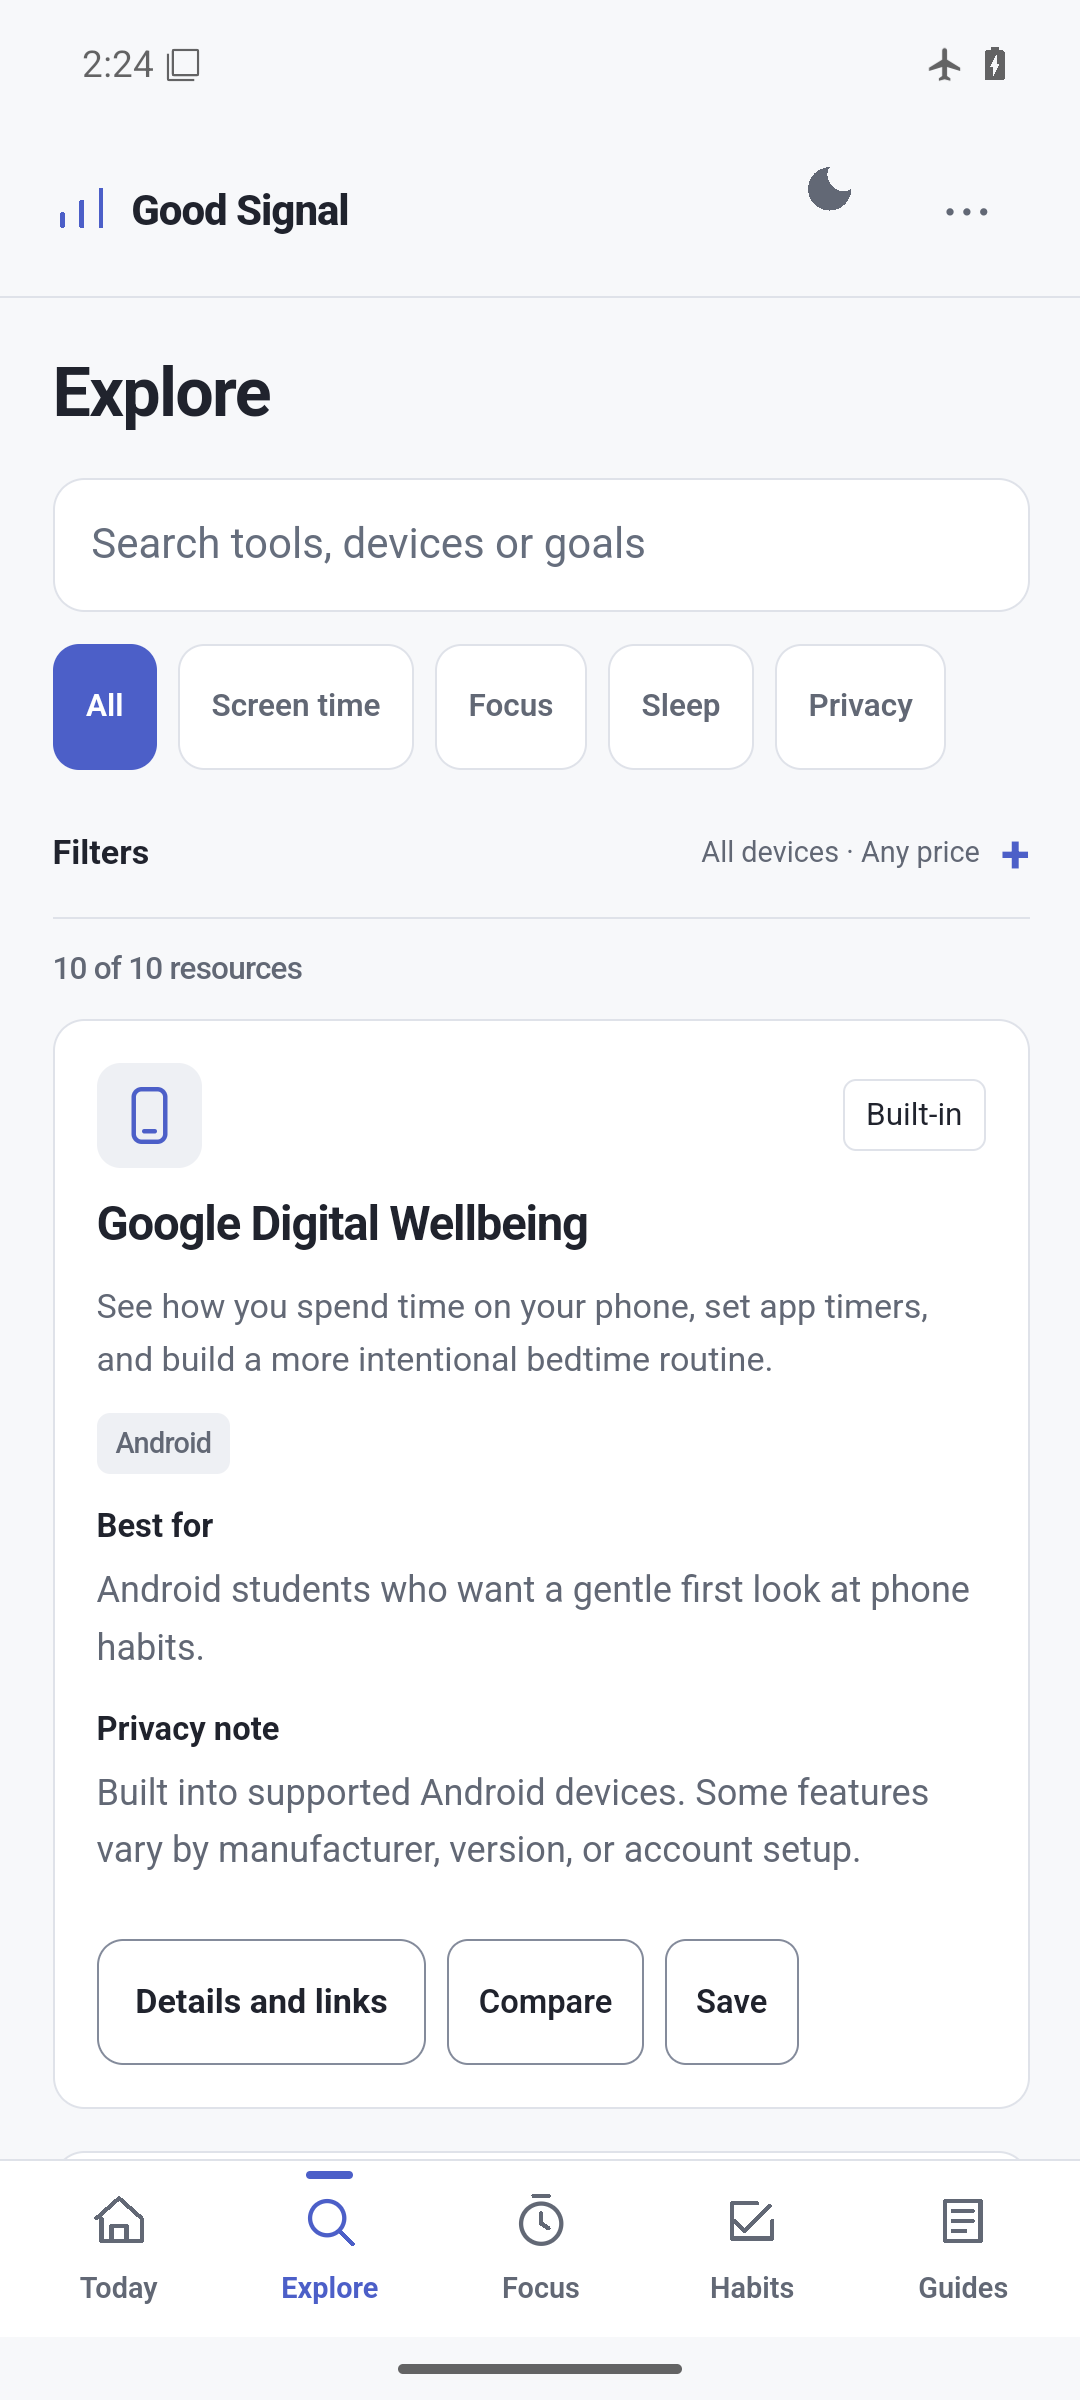 2:24
Good Signal
Explore
Search tools, devices or goals
All
Screen time
Focus
Sleep
Privacy
Filters
All devices · Any price
10 of 10 resources
Built-in
Google Digital Wellbeing
See how you spend time on your phone, set app timers,
and build a more intentional bedtime routine.
Android
Best for
Android students who want a gentle first look at phone
habits.
Privacy note
Built into supported Android devices. Some features
vary by manufacturer, version, or account setup.
Details and links
Compare
Save
Today
Explore
Focus
Habits
Guides